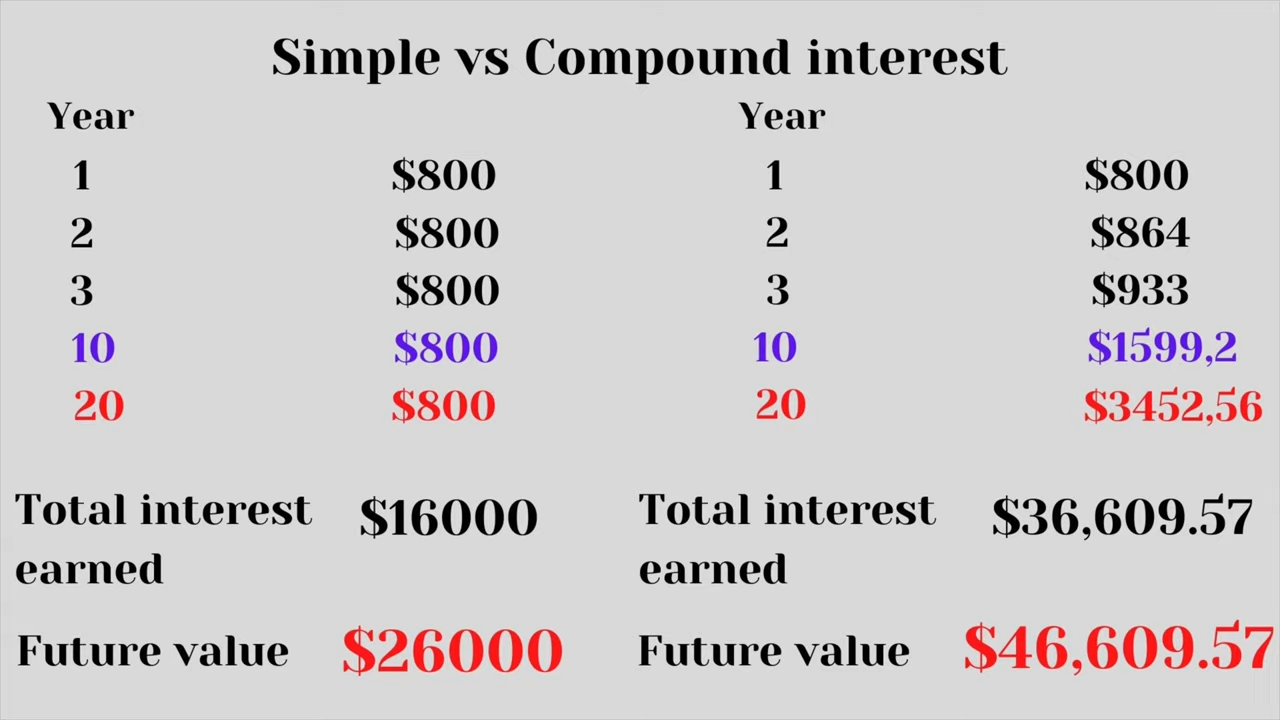 Simple vs Compound interest
Year Year
1 $800 1 $800
2 $800 2 $864
3 $800 3 $933
10 $800 10 $1599,2
20 $800 20 $3452,56
Total interest earned $16000 Total interest earned $36,609.57
Future value $26000 Future value $46,609.57